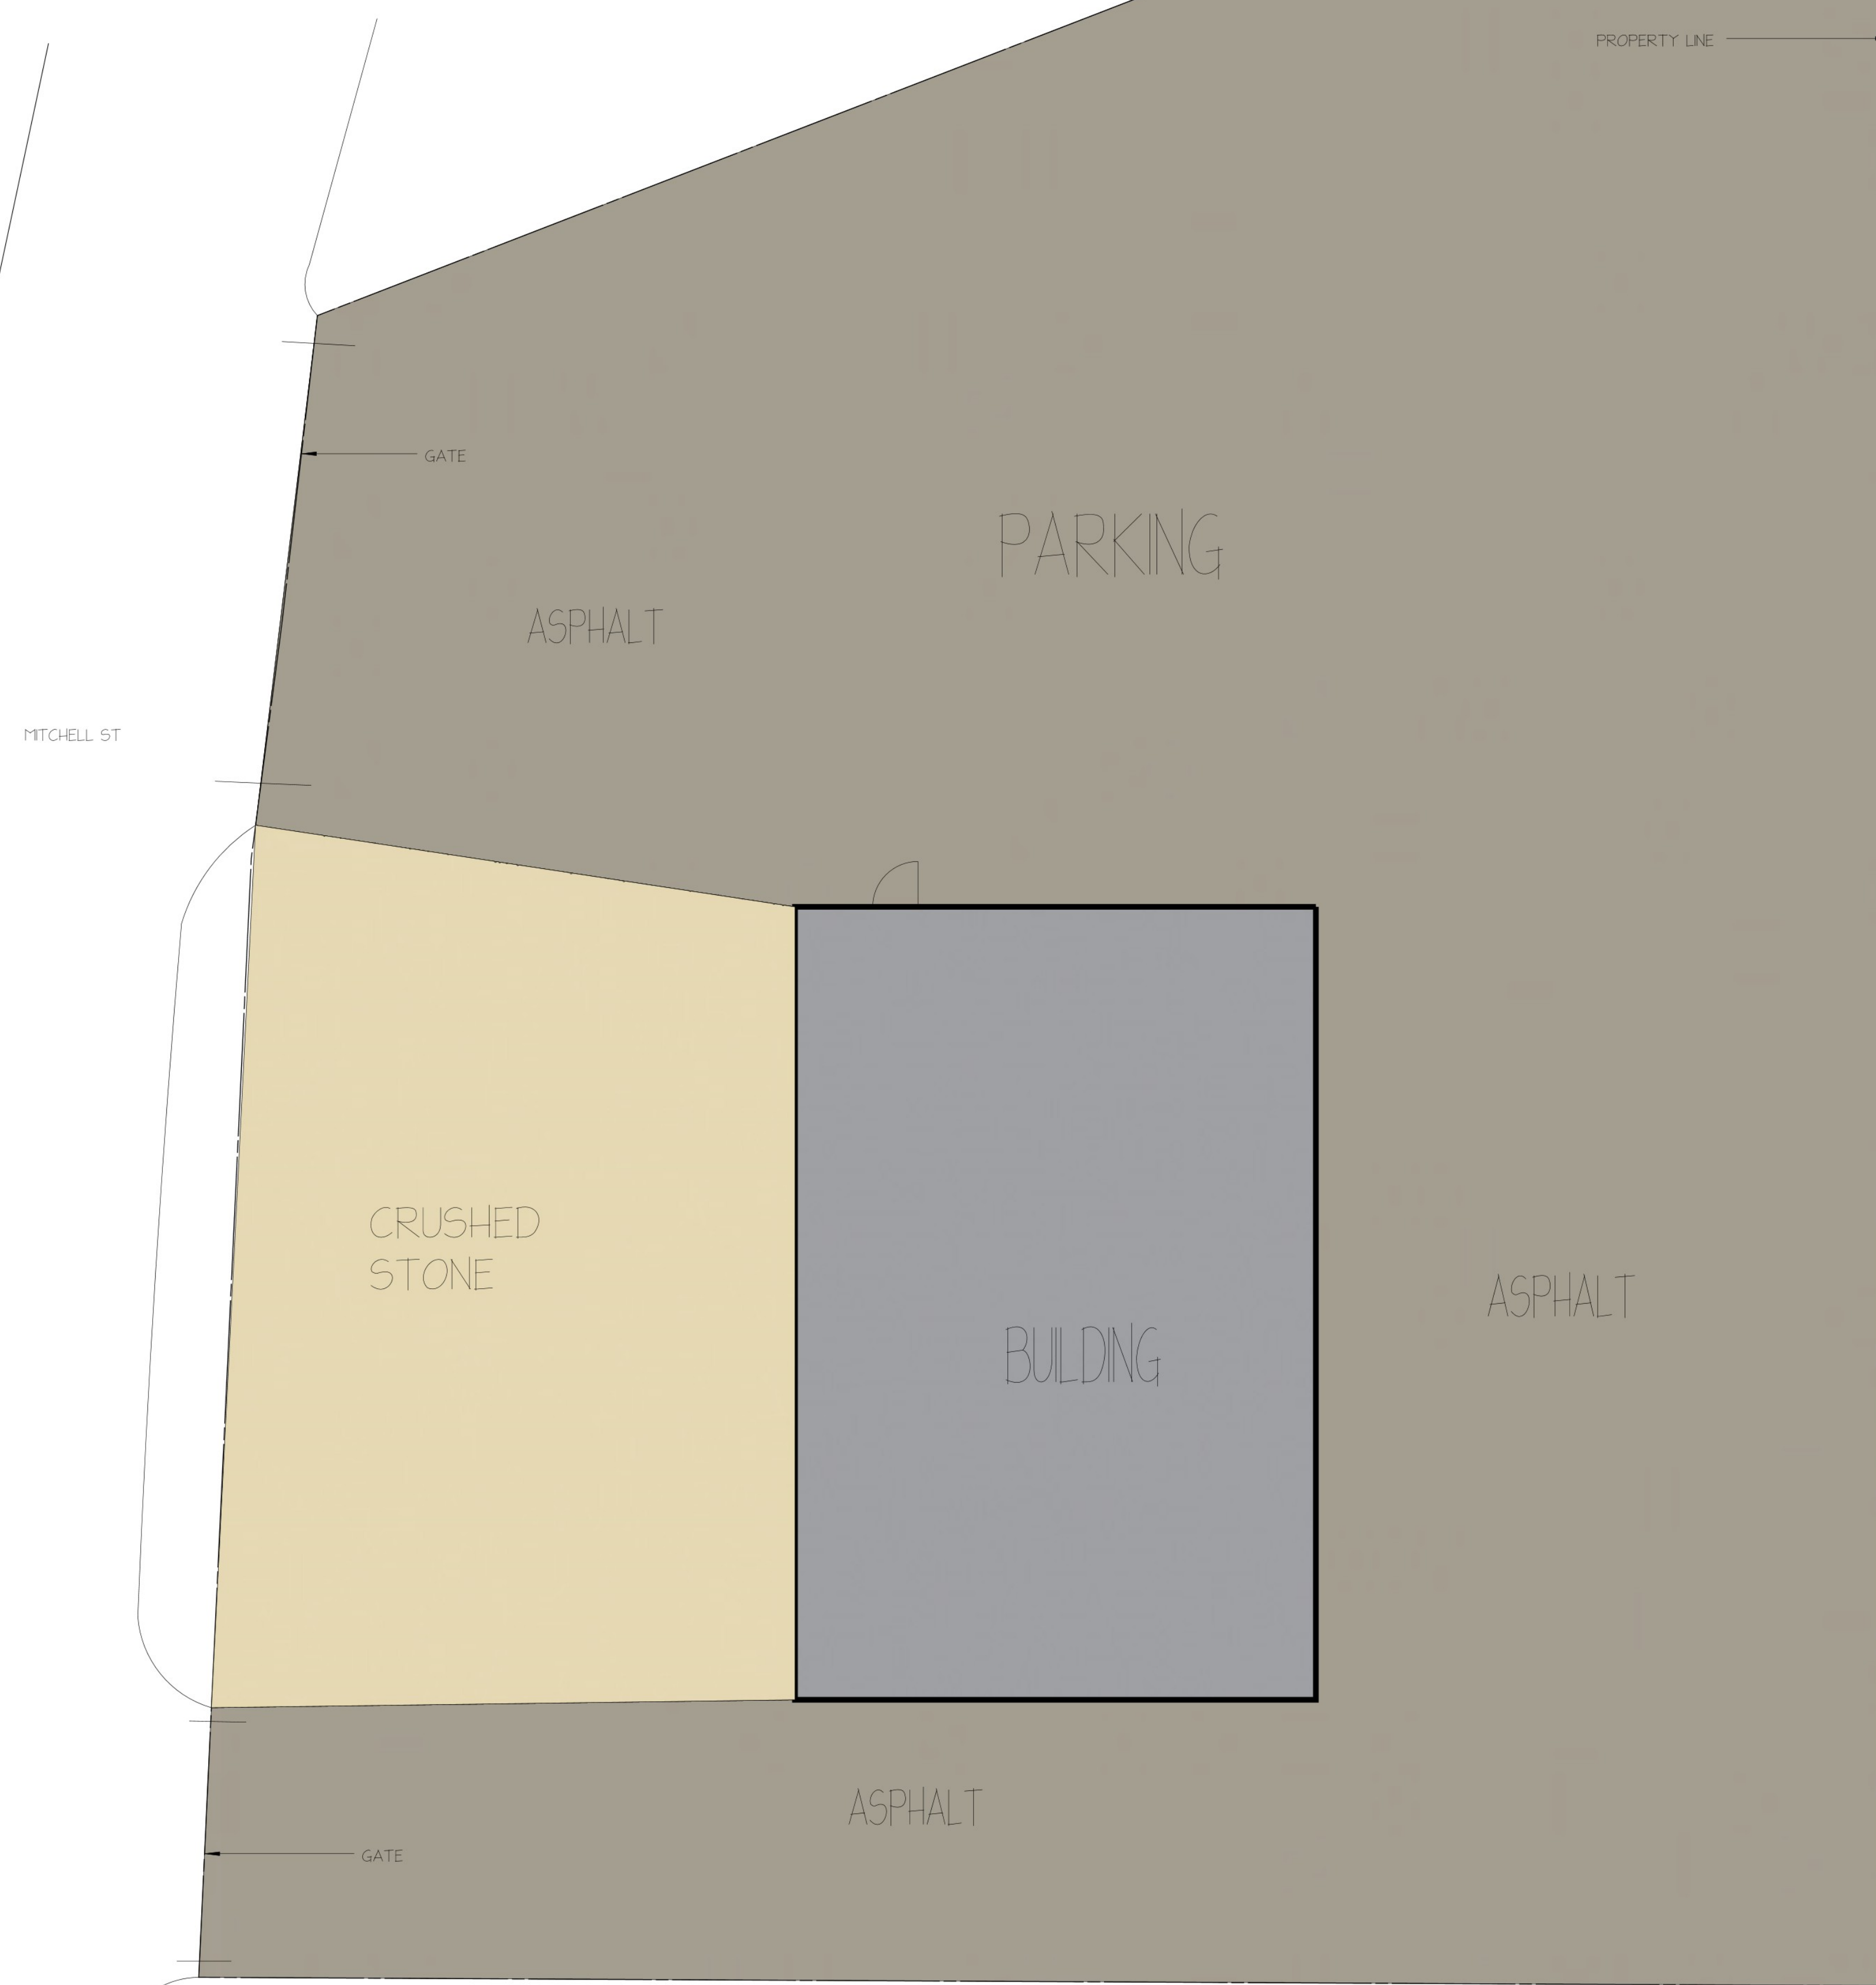 PROPERTY LINE
GATE
PARKING
ASPHALT
MITCHELL ST
CRUSHED
STONE
ASPHALT
BUILDING
ASPHALT
GATE